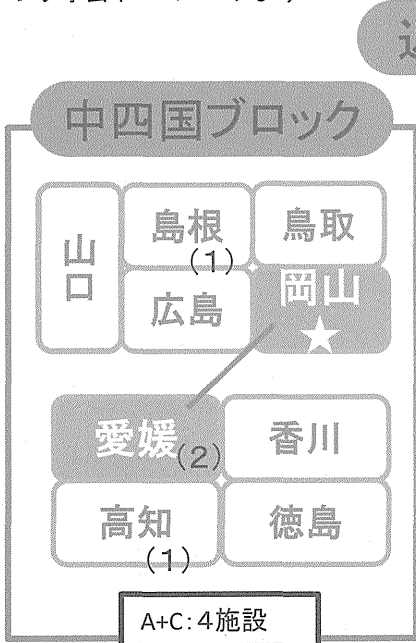 中四国ブロック
山口
島根
(1)
鳥取
広島
岡山
★
愛媛(2)
香川
高知
(1)
徳島
A+C:4施設